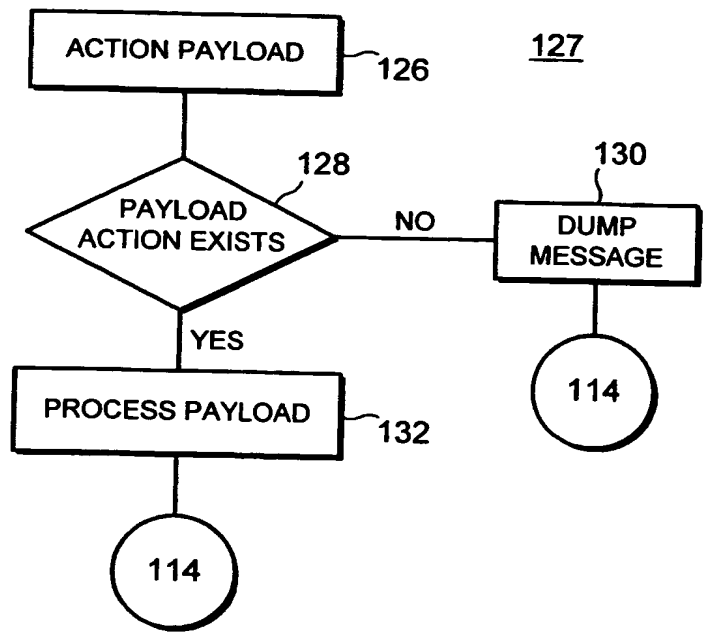 ACTION PAYLOAD
126
127
128
PAYLOAD
ACTION EXISTS
NO
130
DUMP
MESSAGE
YES
114
PROCESS PAYLOAD
132
114